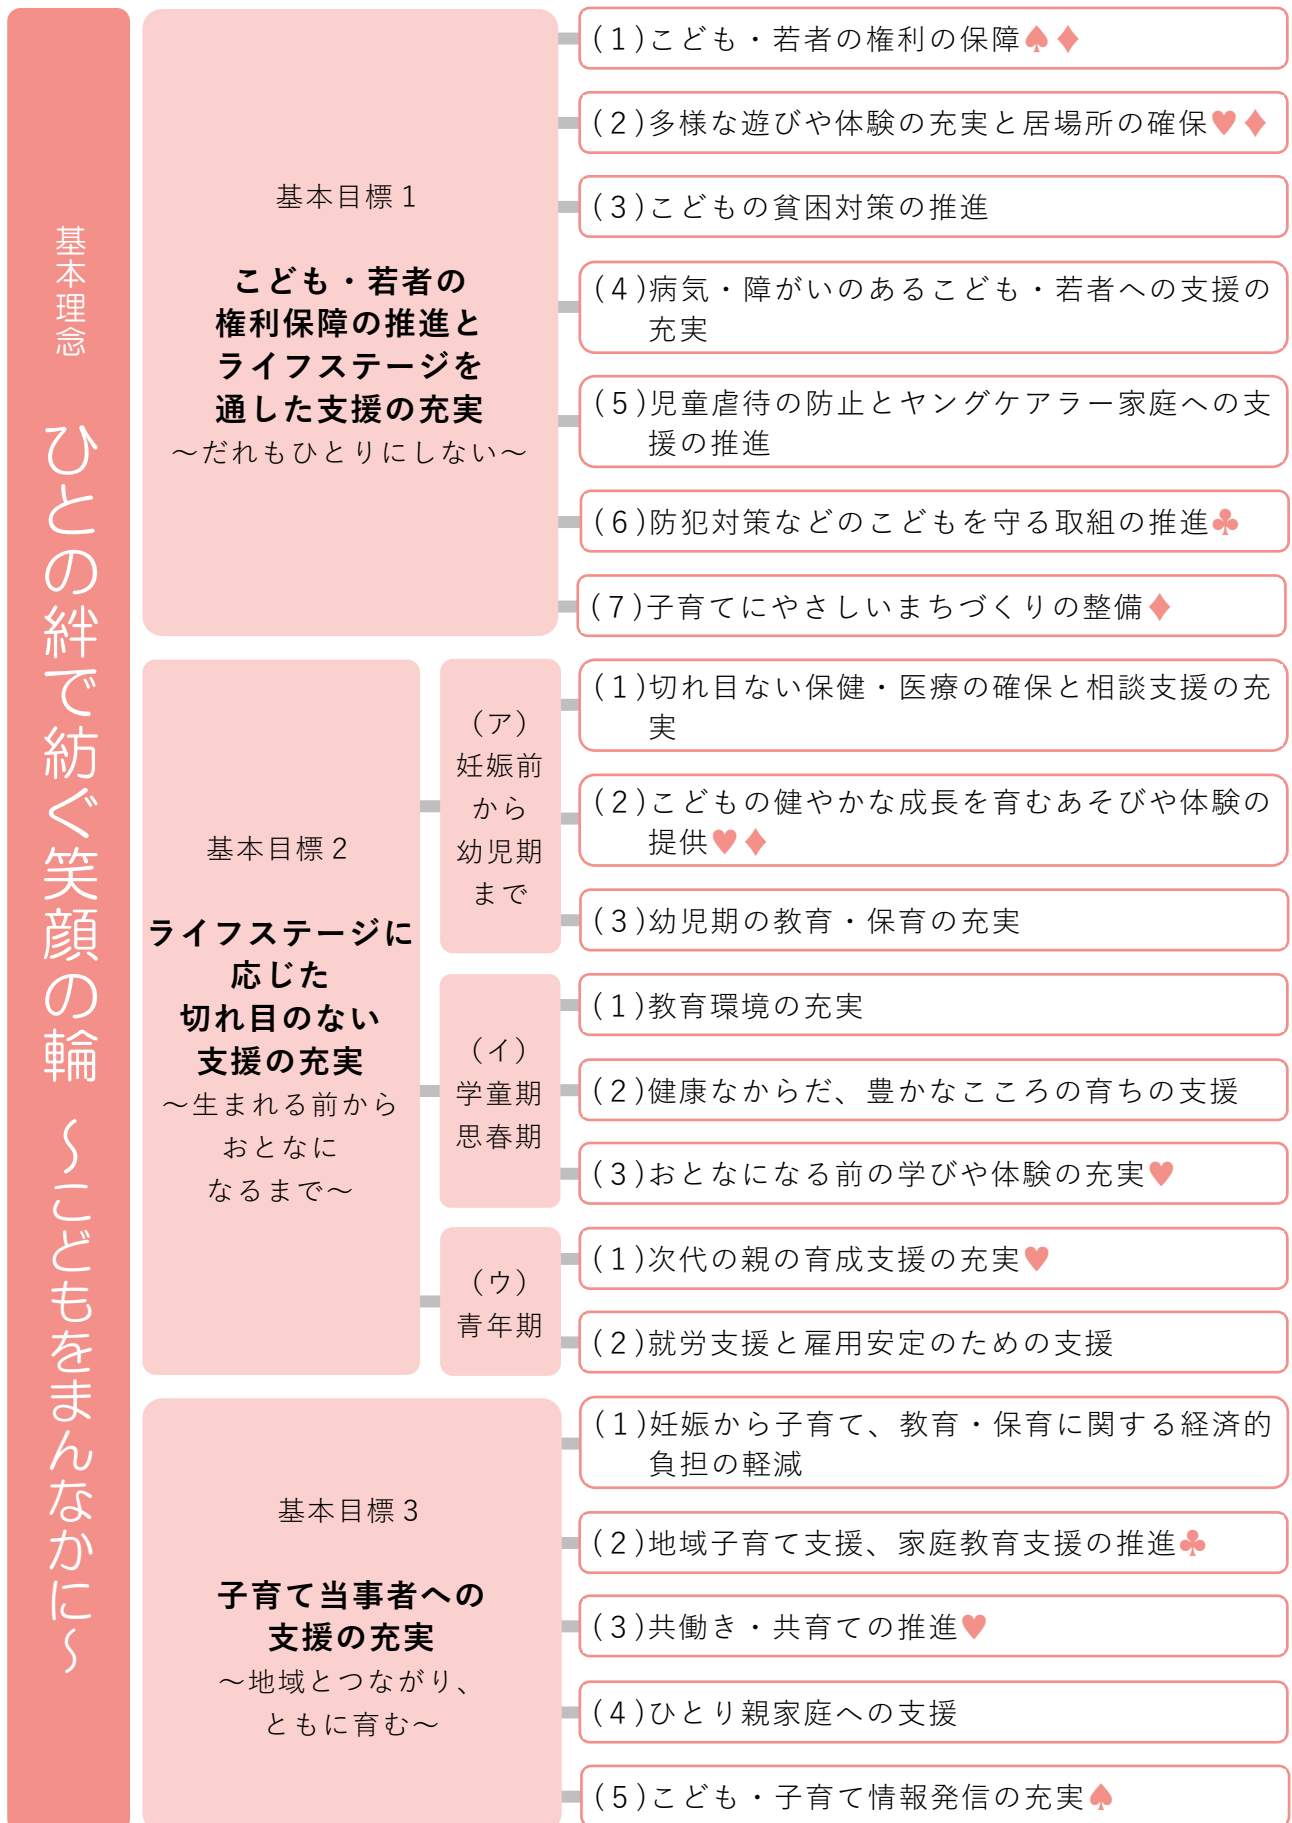 基本理念
ひとの絆で紡ぐ笑顔の輪
～こどもをまんなかに～
基本目標１
こども・若者の
権利保障の推進と
ライフステージを
通した支援の充実
～だれもひとりにしない～
(１)こども・若者の権利の保障♠♦
(２)多様な遊びや体験の充実と居場所の確保♥♦
(３)こどもの貧困対策の推進
(４)病気・障がいのあるこども・若者への支援の
充実
(５)児童虐待の防止とヤングケアラー家庭への支
援の推進
(６)防犯対策などのこどもを守る取組の推進♣
(７)子育てにやさしいまちづくりの整備♦
基本目標２
ライフステージに
応じた
切れ目のない
支援の充実
～生まれる前から
おとなに
なるまで～
（ア）
妊娠前
から
幼児期
まで
(１)切れ目ない保健・医療の確保と相談支援の充
実
(２)こどもの健やかな成長を育むあそびや体験の
提供♥♦
(３)幼児期の教育・保育の充実
（イ）
学童期
思春期
(１)教育環境の充実
(２)健康なからだ、豊かなこころの育ちの支援
(３)おとなになる前の学びや体験の充実♥
（ウ）
青年期
(１)次代の親の育成支援の充実♥
(２)就労支援と雇用安定のための支援
基本目標３
子育て当事者への
支援の充実
～地域とつながり、
ともに育む～
(１)妊娠から子育て、教育・保育に関する経済的
負担の軽減
(２)地域子育て支援、家庭教育支援の推進♣
(３)共働き・共育ての推進♥
(４)ひとり親家庭への支援
(５)こども・子育て情報発信の充実♠